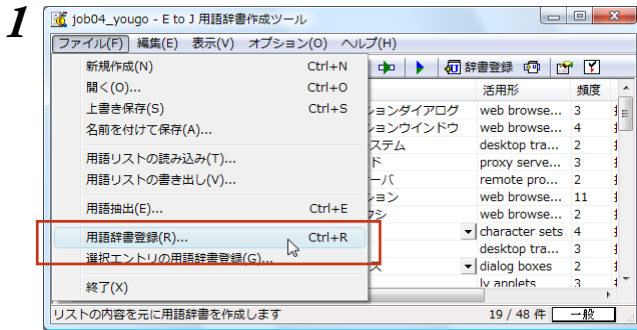 1
job04_yougo - E to J 用語辞書作成ツール
ファイル(F) 編集(E) 表示(V) オプション(O) ヘルプ(H)
新規作成(N) Ctrl+N
辞書登録
開く(O)... Ctrl+O
活用形 頻度
上書き保存(S) Ctrl+S
ションダイアログ web browse... 3
名前を付けて保存(A)...
ションウインドウ web browse... 4
システム desktop tra... 2
用語リストの読み込み(T)...
ド proxy serve... 3
用語リストの書き出し(V)...
ーバ remote pro... 2
ション web browse... 11
用語抽出(E)... Ctrl+E
web browse... 2
用語辞書登録(R)... Ctrl+R
character sets 4
desktop tra... 3
選択エントリの用語辞書登録(G)...
ス dialog boxes 2
終了(X)
ly applets 3
リストの内容を元に用語辞書を作成します 19 / 48 件 一般